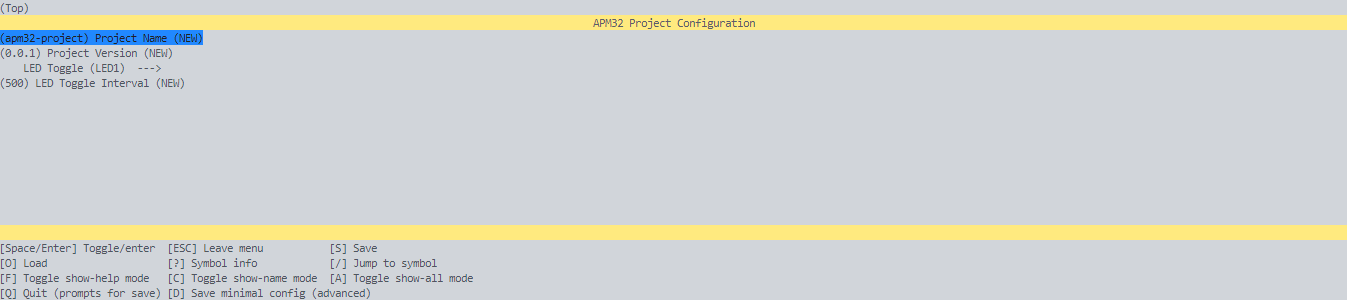 (Top)
APM32 Project Configuration
(apm32-project) Project Name (NEW)
(0.0.1) Project Version (NEW)
LED Toggle (LED1)  --->
(500) LED Toggle Interval (NEW)
[Space/Enter] Toggle/enter  [ESC] Leave menu           [S] Save
[O] Load                    [?] Symbol info            [/] Jump to symbol
[F] Toggle show-help mode   [C] Toggle show-name mode  [A] Toggle show-all mode
[Q] Quit (prompts for save) [D] Save minimal config (advanced)